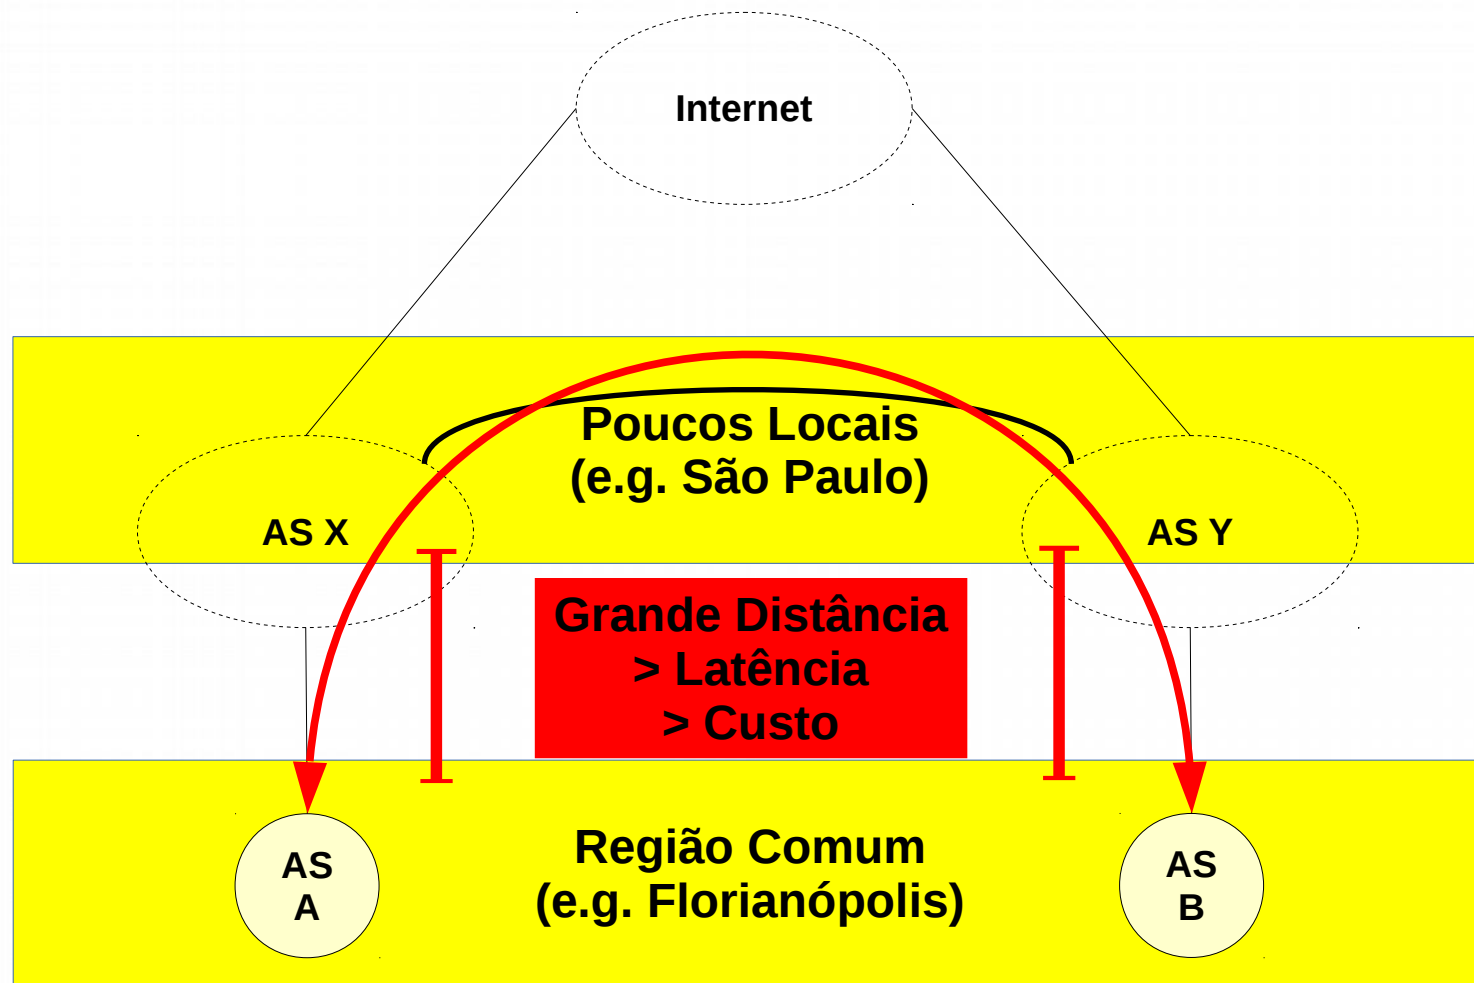 Internet
Poucos Locais
(e.g. São Paulo)
AS X
AS Y
Grande Distância
> Latência
> Custo
Região Comum
(e.g. Florianópolis)
AS
A
AS
B